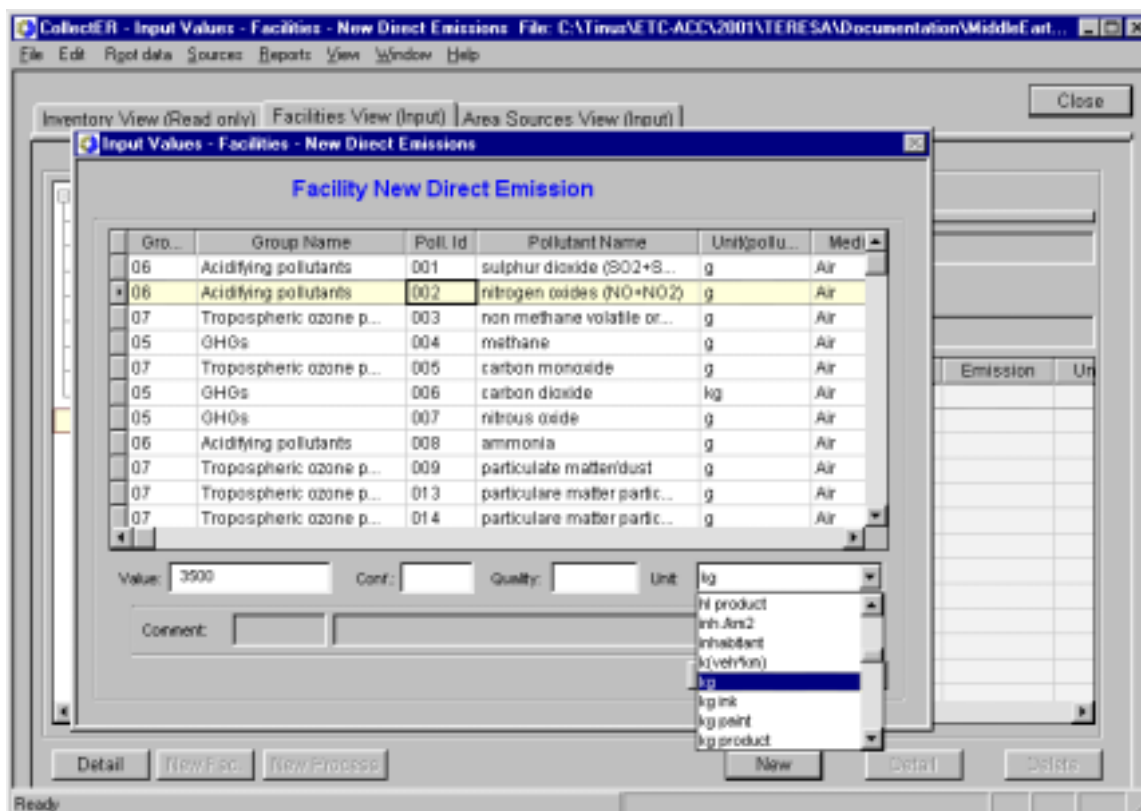 CollectER - Input Values - Facilities - New Direct Emissions File: C:\Tinus\ETC-ACC\2001\TERESA\Documentation\MiddleEart...
File Edit Rootdata Sources Reports View Window Help
Close
Inventory View (Read only) Facilities View (Input) Area Sources View (Input)
Input Values - Facilities - New Direct Emissions
Facility New Direct Emission
Gro... Group Name Poll. Id Pollutant Name Unit(pollu... Medi
06 Acidifying pollutants 001 sulphur dioxide (SO2+S... g Air
06 Acidifying pollutants 002 nitrogen oxides (NO+NO2) g Air
07 Tropospheric ozone p... 003 non methane volatile or... g Air
05 GHGs 004 methane g Air
07 Tropospheric ozone p... 005 carbon monoxide g Air
05 GHGs 006 carbon dioxide kg Air
05 GHGs 007 nitrous oxide g Air
06 Acidifying pollutants 008 ammonia g Air
07 Tropospheric ozone p... 009 particulate matter/dust g Air
07 Tropospheric ozone p... 013 particulare matter partic... g Air
07 Tropospheric ozone p... 014 particulare matter partic... g Air
Emission Un
Value: 3500 Conf.: Quality: Unit: kg
hl product
inh./km2
inhabitant
k(veh*km)
kg
kg ink
kg paint
kg product
Comment:
Detail New Fac. New Process New Detail Delete
Ready